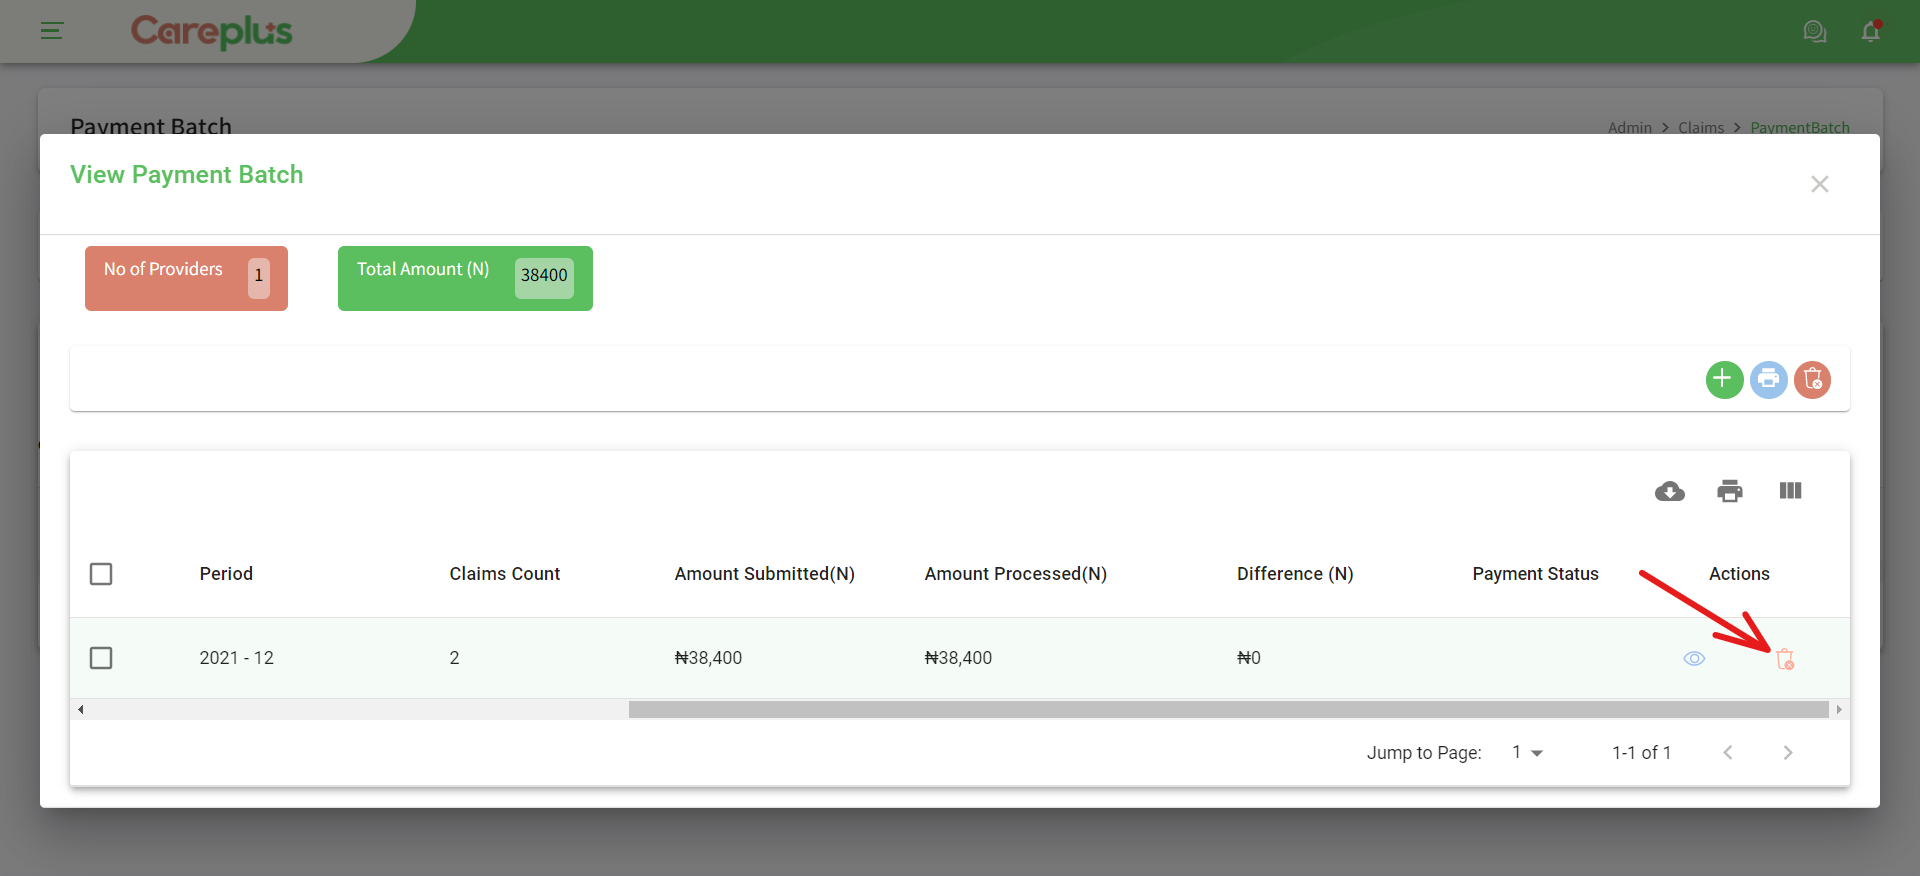 Careplus
Payment Batch
Admin > Claims > PaymentBatch
View Payment Batch
No of Providers 1
Total Amount (N) 38400
Period Claims Count Amount Submitted(N) Amount Processed(N) Difference (N) Payment Status Actions
2021 - 12 2 ₦38,400 ₦38,400 ₦0
Jump to Page: 1 1-1 of 1